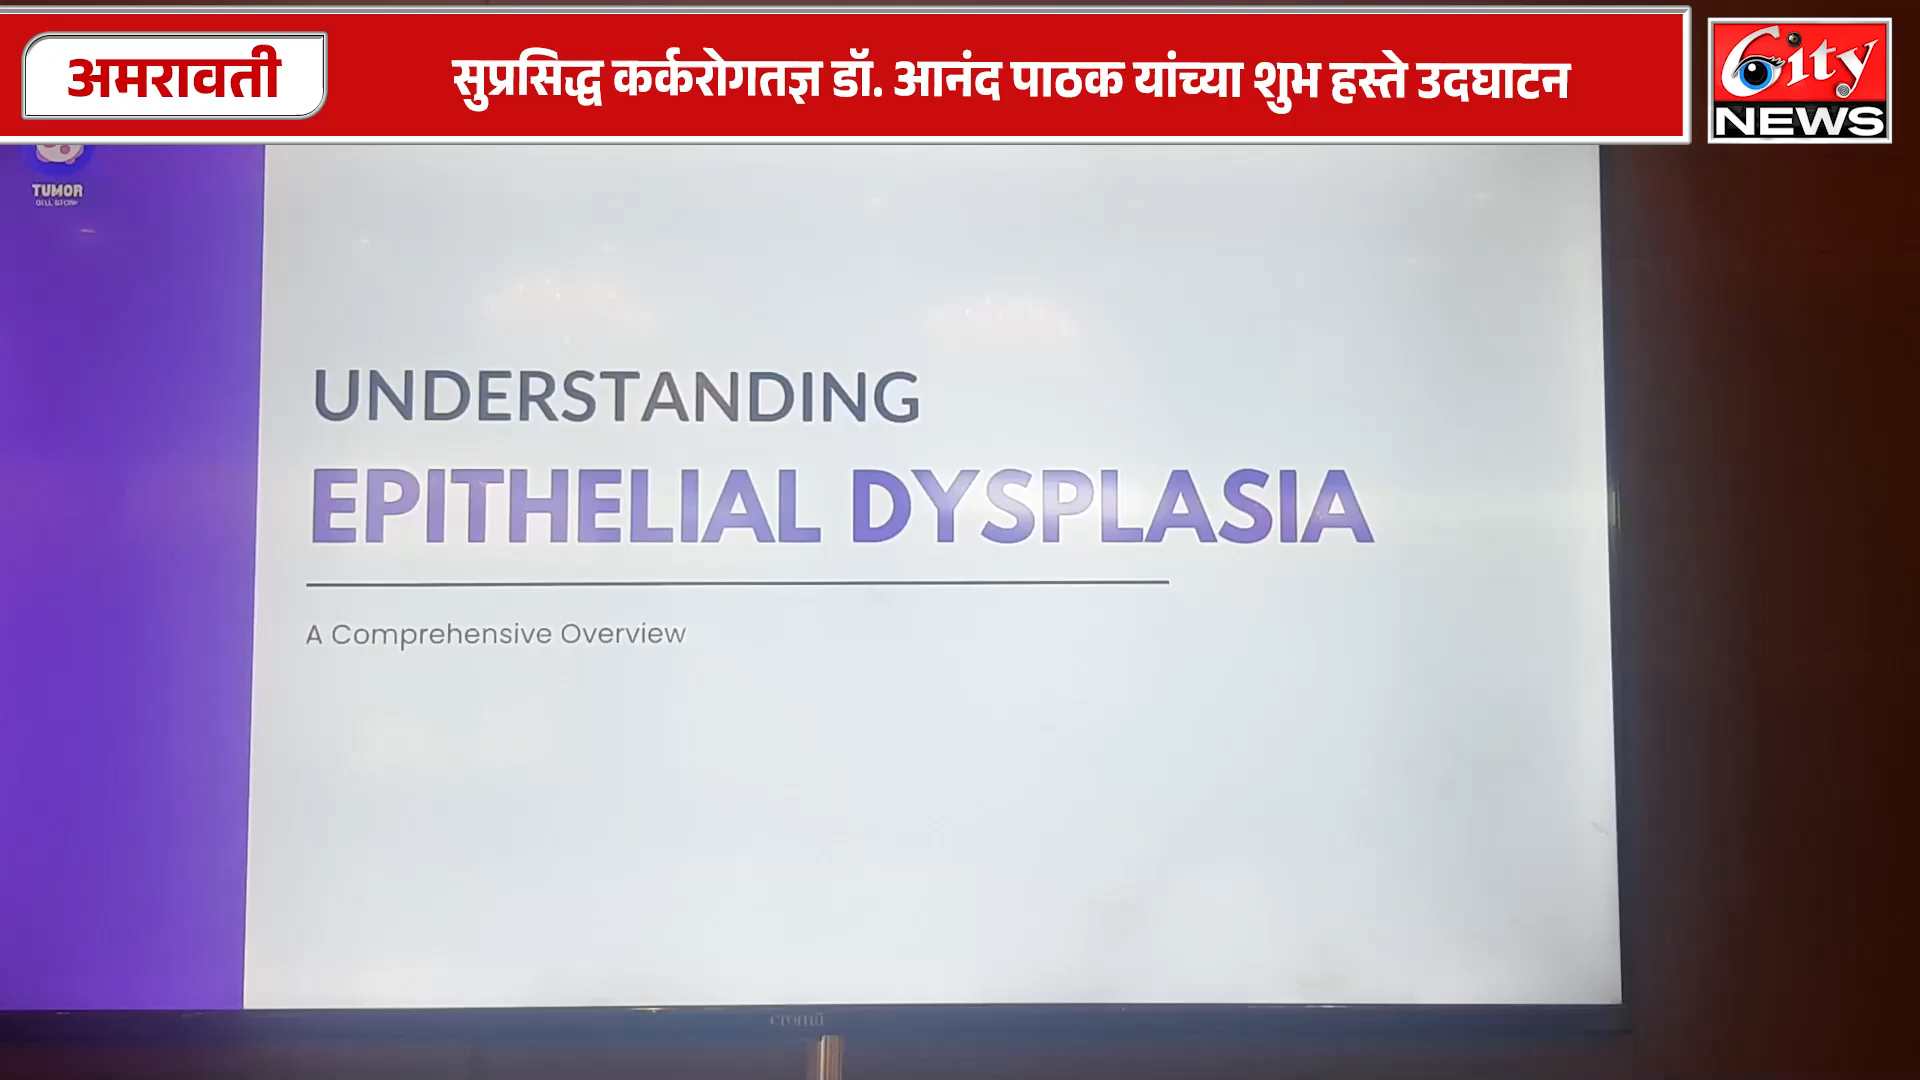 अमरावती
सुप्रसिद्ध कर्करोगतज्ञ डॉ. आनंद पाठक यांच्या शुभ हस्ते उदघाटन
City
NEWS
TUMOR
UNDERSTANDING
EPITHELIAL DYSPLASIA
A Comprehensive Overview